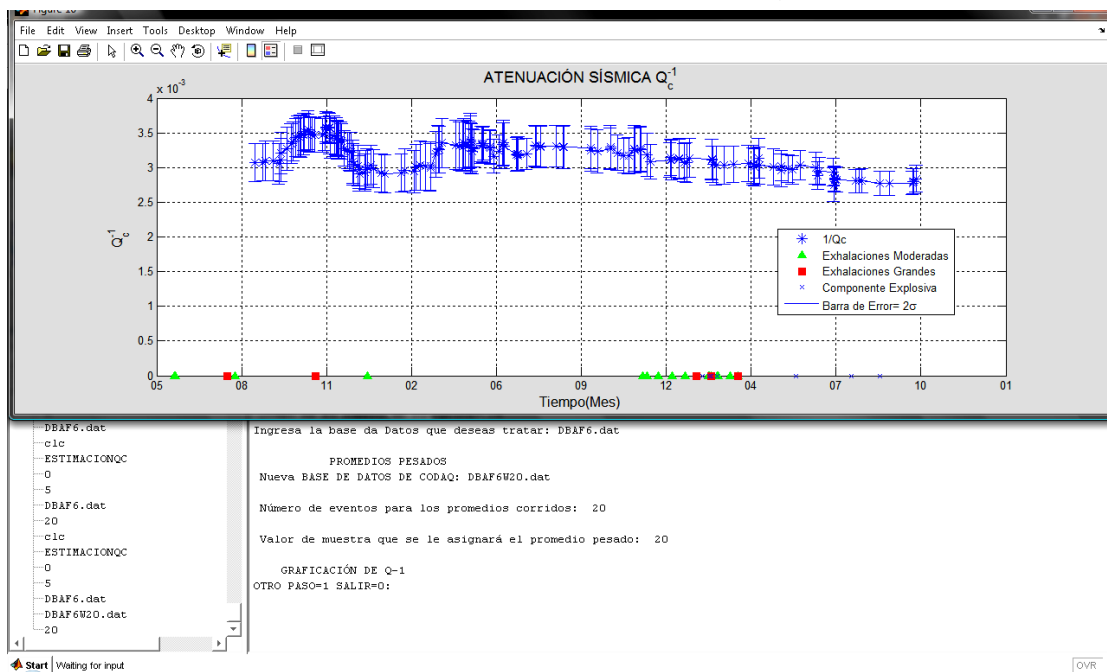 Figure 10
File Edit View Insert Tools Desktop Window Help
ATENUACIÓN SÍSMICA Qc-1
x 10-3
4
3.5
3
2.5
2
1.5
1
0.5
0
Qc-1
1/Qc
Exhalaciones Moderadas
Exhalaciones Grandes
Componente Explosiva
Barra de Error= 2σ
05 08 11 02 06 09 12 04 07 10 01
Tiempo(Mes)
DBAF6.dat
clc
ESTIMACIONQC
0
5
DBAF6.dat
20
clc
ESTIMACIONQC
0
5
DBAF6.dat
DBAF6W20.dat
20
Ingresa la base da Datos que deseas tratar: DBAF6.dat
PROMEDIOS PESADOS
Nueva BASE DE DATOS DE CODAQ: DBAF6W20.dat
Número de eventos para los promedios corridos: 20
Valor de muestra que se le asignará el promedio pesado: 20
GRAFICACIÓN DE Q-1
OTRO PASO=1 SALIR=0:
Start Waiting for input
OVR